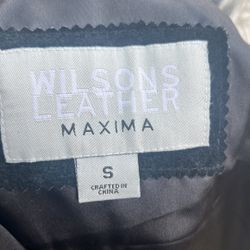 WILSONS
LEATHER
MAXIMA
S
CRAFTED IN
CHINA